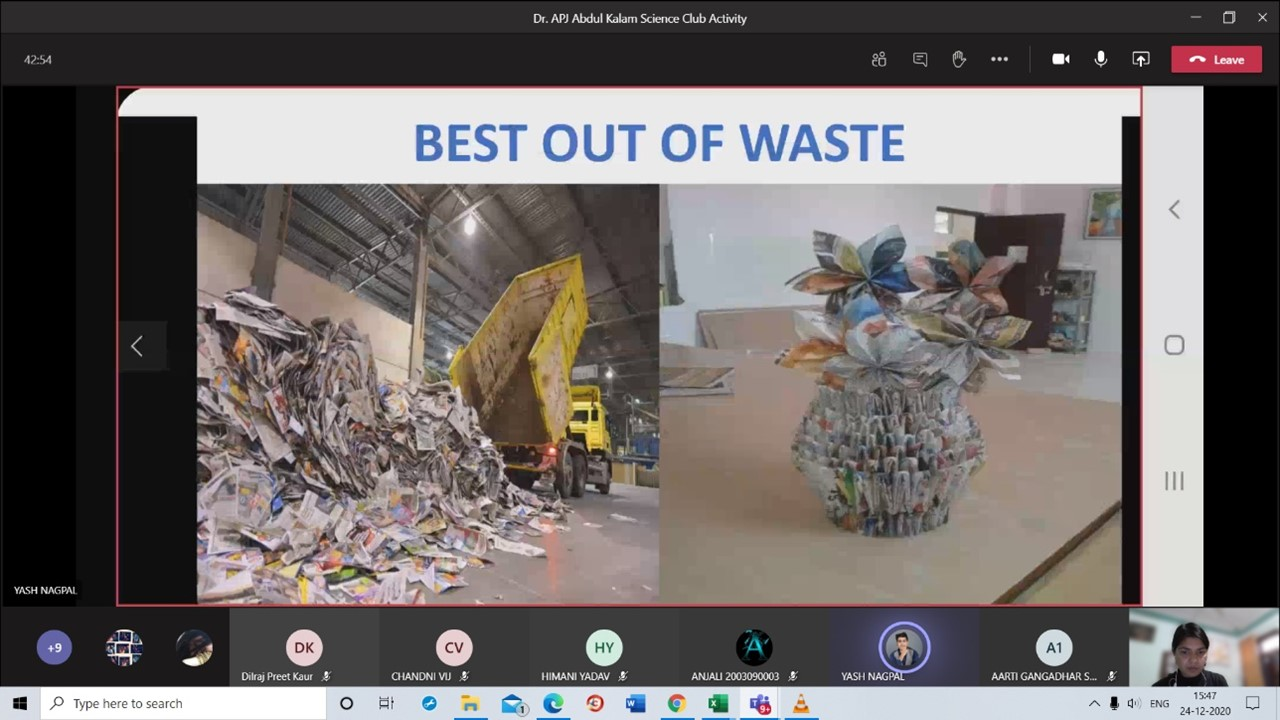 Dr. APJ Abdul Kalam Science Club Activity
42:54
Leave
BEST OUT OF WASTE
YASH NAGPAL
+9
DK
Dilraj Preet Kaur
CV
CHANDNI VIJ
HY
HIMANI YADAV
ANJALI 2003090003
YASH NAGPAL
A1
AARTI GANGADHAR S...
Type here to search
1
9+
ENG
15:47
24-12-2020